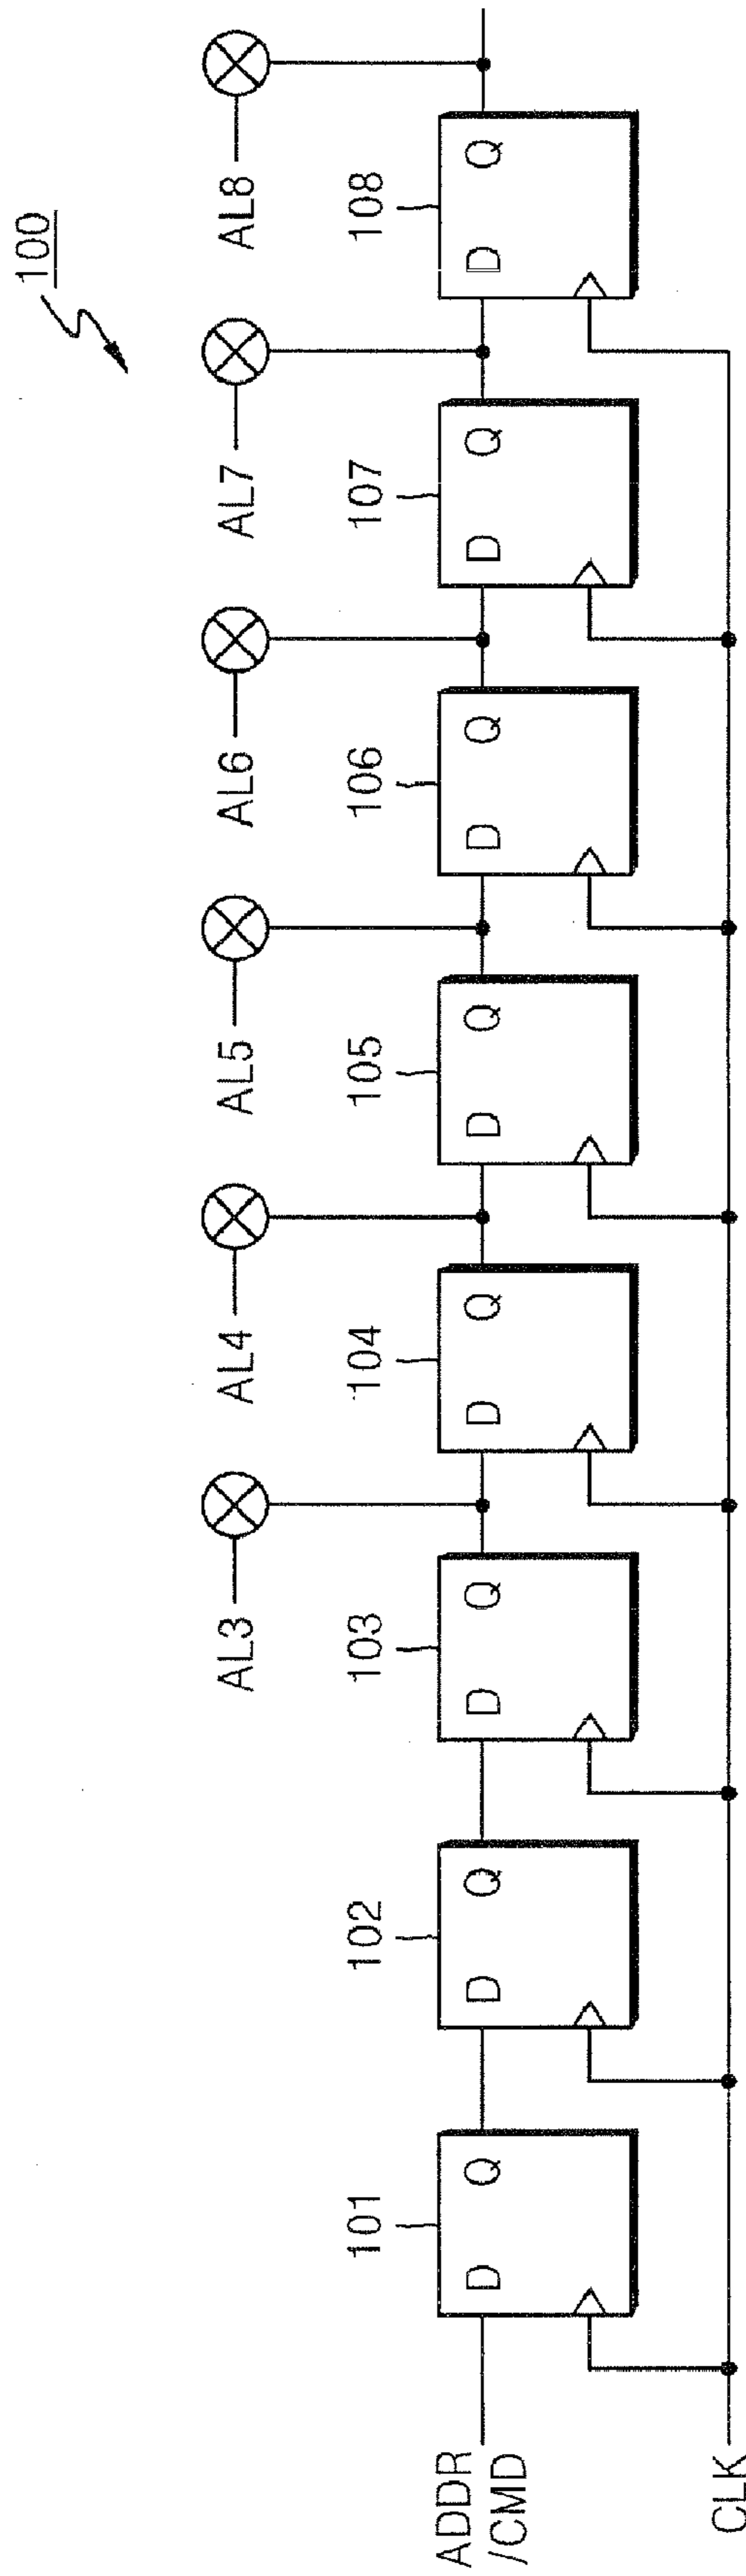 100
AL3
AL4
AL5
AL6
AL7
AL8
101
102
103
104
105
106
107
108
D Q
D Q
D Q
D Q
D Q
D Q
D Q
D Q
ADDR
/CMD
CLK